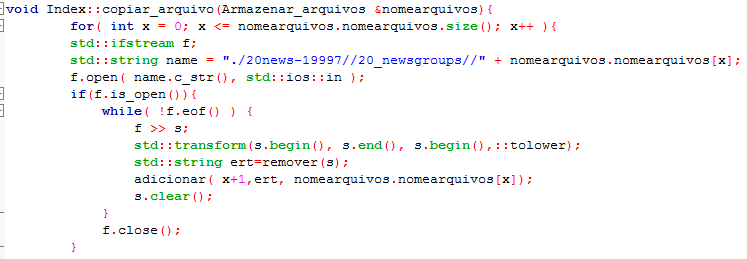 void Index::copiar_arquivo(Armazenar_arquivos &nomearquivos){
for( int x = 0; x <= nomearquivos.nomearquivos.size(); x++ ){
std::ifstream f;
std::string name = "./20news-19997//20_newsgroups//" + nomearquivos.nomearquivos[x];
f.open( name.c_str(), std::ios::in );
if(f.is_open()){
while( !f.eof() ) {
f >> s;
std::transform(s.begin(), s.end(), s.begin(),::tolower);
std::string ert=remover(s);
adicionar( x+1,ert, nomearquivos.nomearquivos[x]);
s.clear();
}
f.close();
}